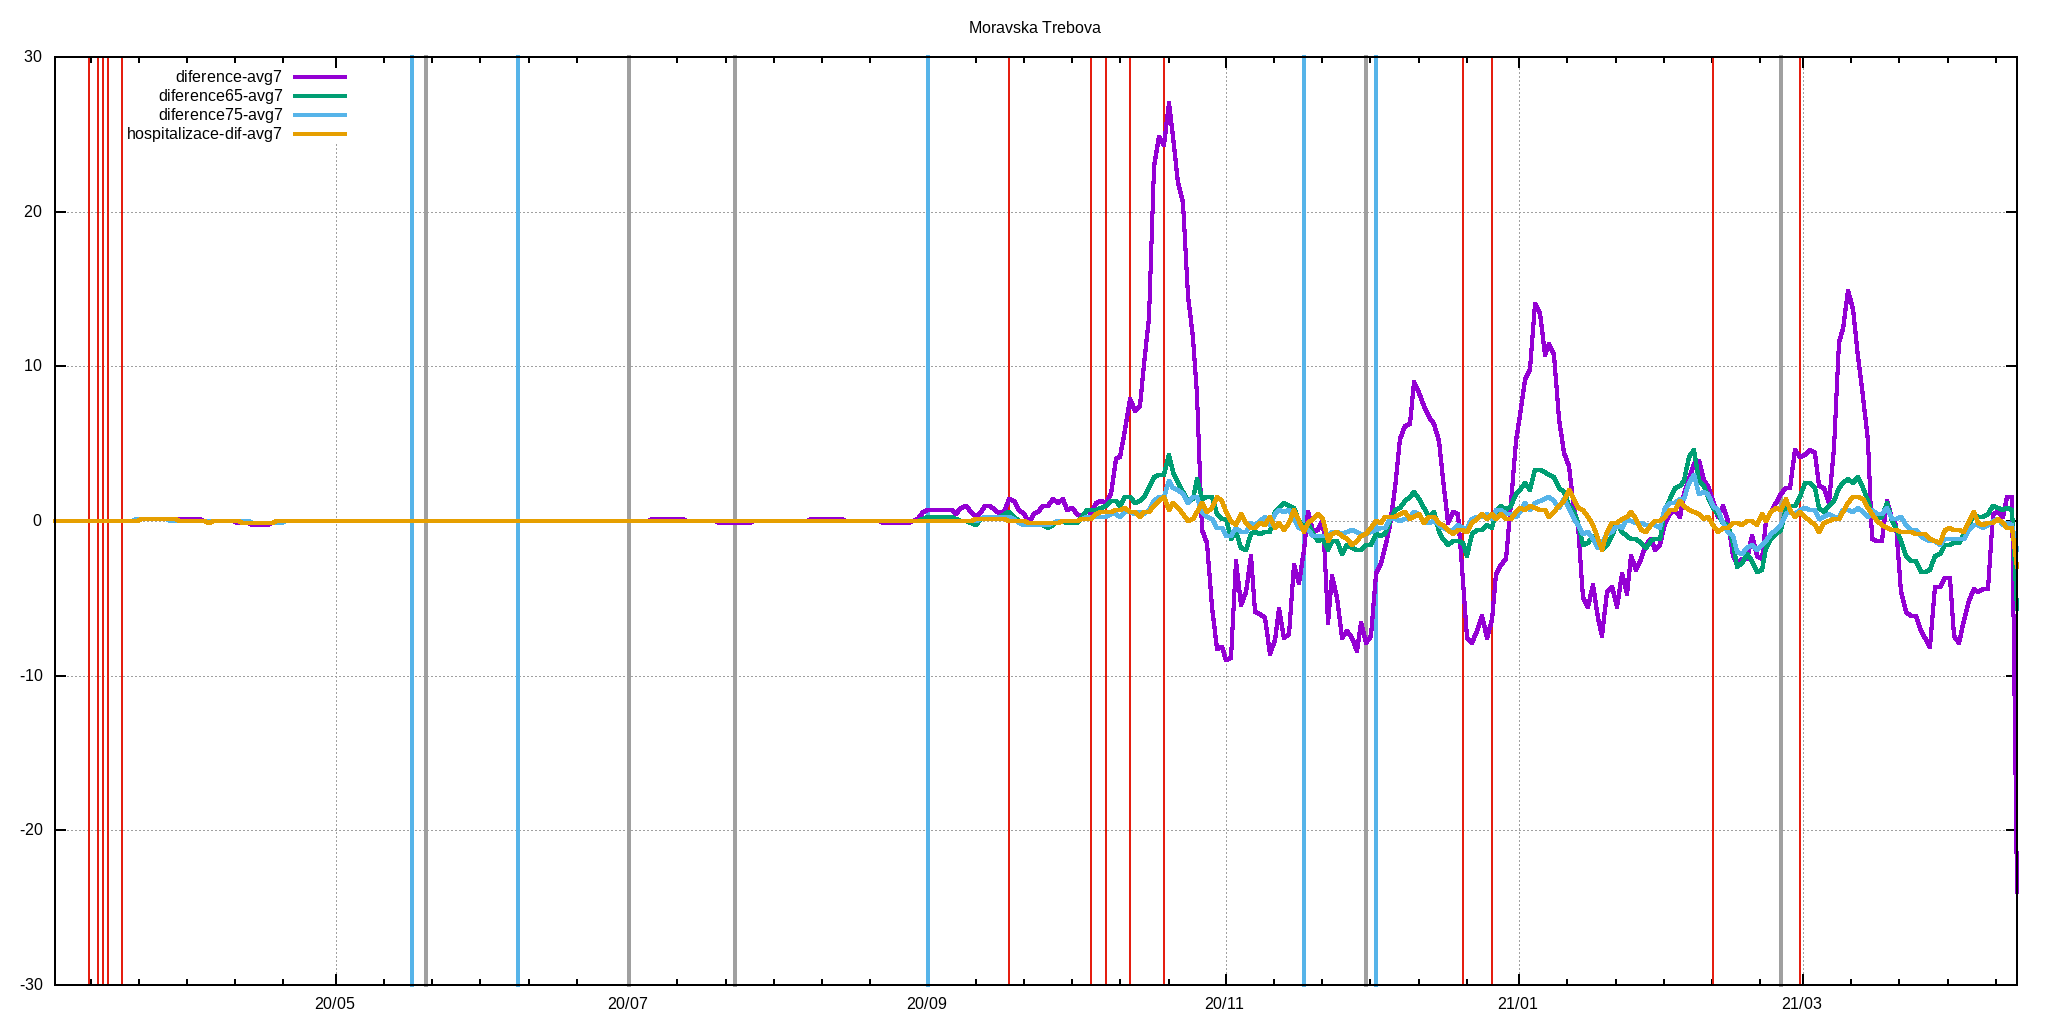 Moravska Trebova
30
diference-avg7
diference65-avg7
diference75-avg7
hospitalizace-dif-avg7
20
10
0
-10
-20
-30
20/05 20/07 20/09 20/11 21/01 21/03